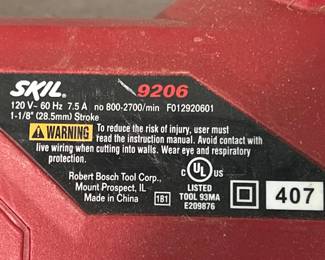 SKIL. 9206
120 V~ 60 Hz 7.5 A no 800-2700/min F012920601
1-1/8" (28.5mm) Stroke
WARNING To reduce the risk of injury, user must
read the instruction manual. Avoid contact with
live wiring when cutting into walls. Wear eye and respiratory
protection.
Robert Bosch Tool Corp.,
Mount Prospect, IL
Made in China 181
C UL US
LISTED
TOOL 93MA
E209876
407